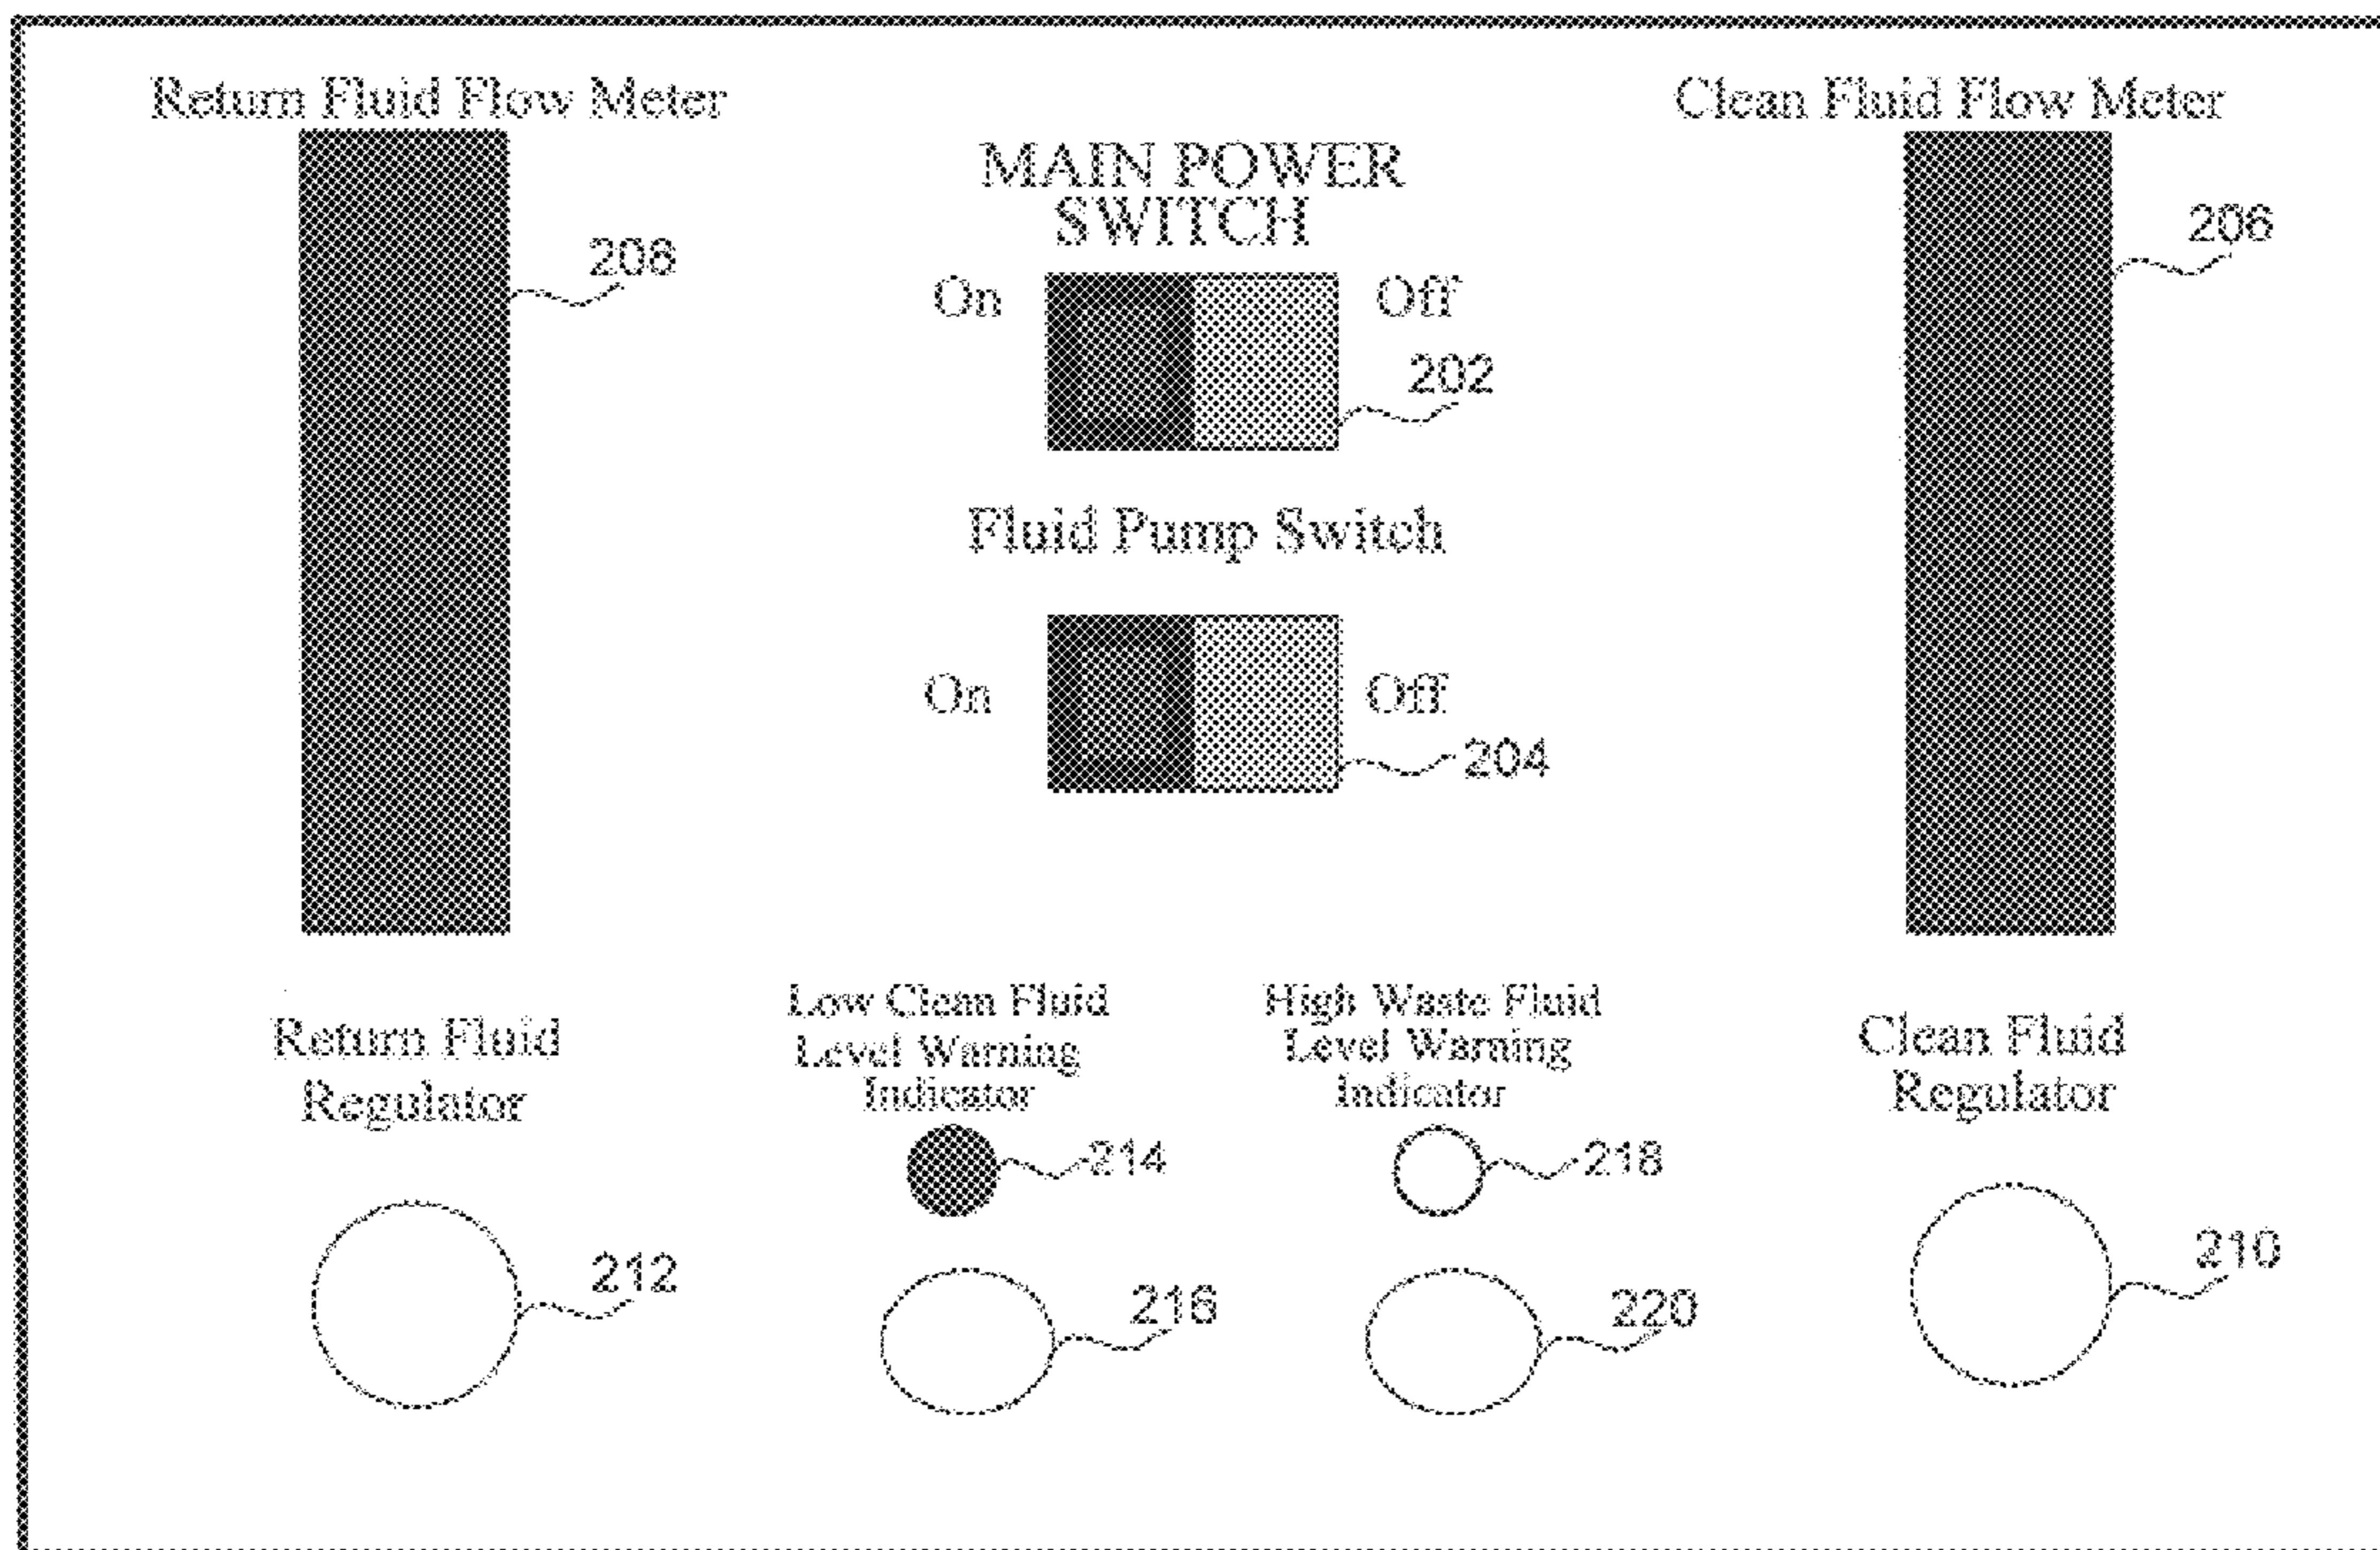 Return Fluid Flow Meter
Clean Fluid Flow Meter
MAIN POWER
SWITCH
208
206
On
Off
202
Fluid Pump Switch
On
Off
204
Return Fluid
Regulator
Low Clean Fluid
Level Warning
Indicator
High Waste Fluid
Level Warning
Indicator
Clean Fluid
Regulator
214
218
212
216
220
210